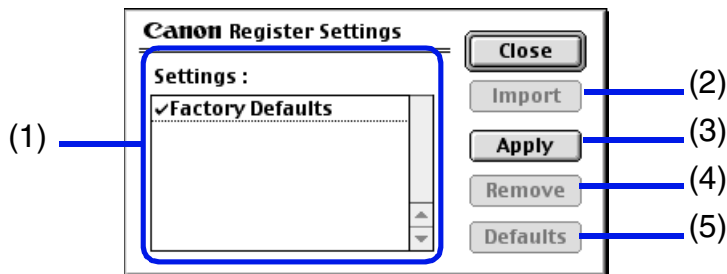 Canon Register Settings
Close
Settings :
Import
(2)
✓Factory Defaults
(1)
Apply
(3)
Remove
(4)
Defaults
(5)